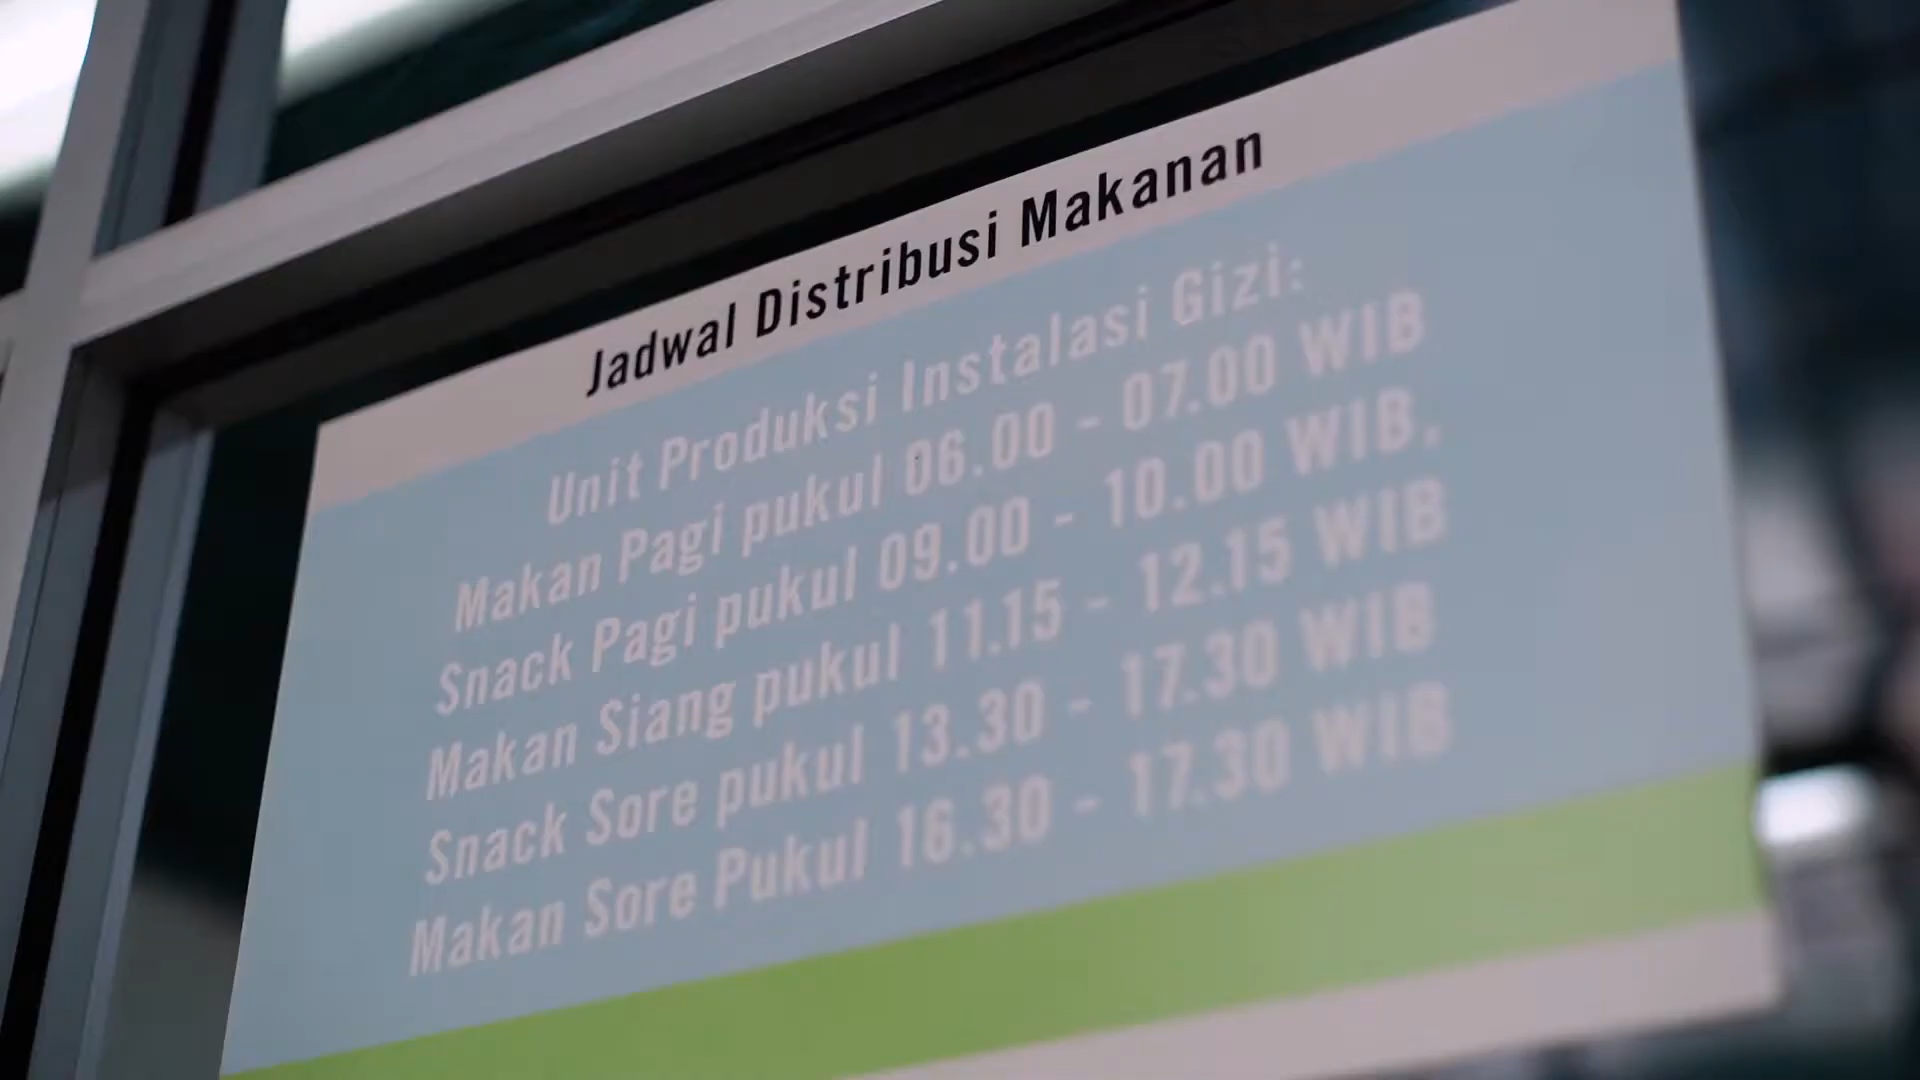 Jadwal Distribusi Makanan
Unit Produksi Instalasi Gizi:
Makan Pagi pukul 06.00 - 07.00 WIB
Snack Pagi pukul 09.00 - 10.00 WIB.
Makan Siang pukul 11.15 - 12.15 WIB
Snack Sore pukul 13.30 - 17.30 WIB
Makan Sore Pukul 16.30 - 17.30 WIB